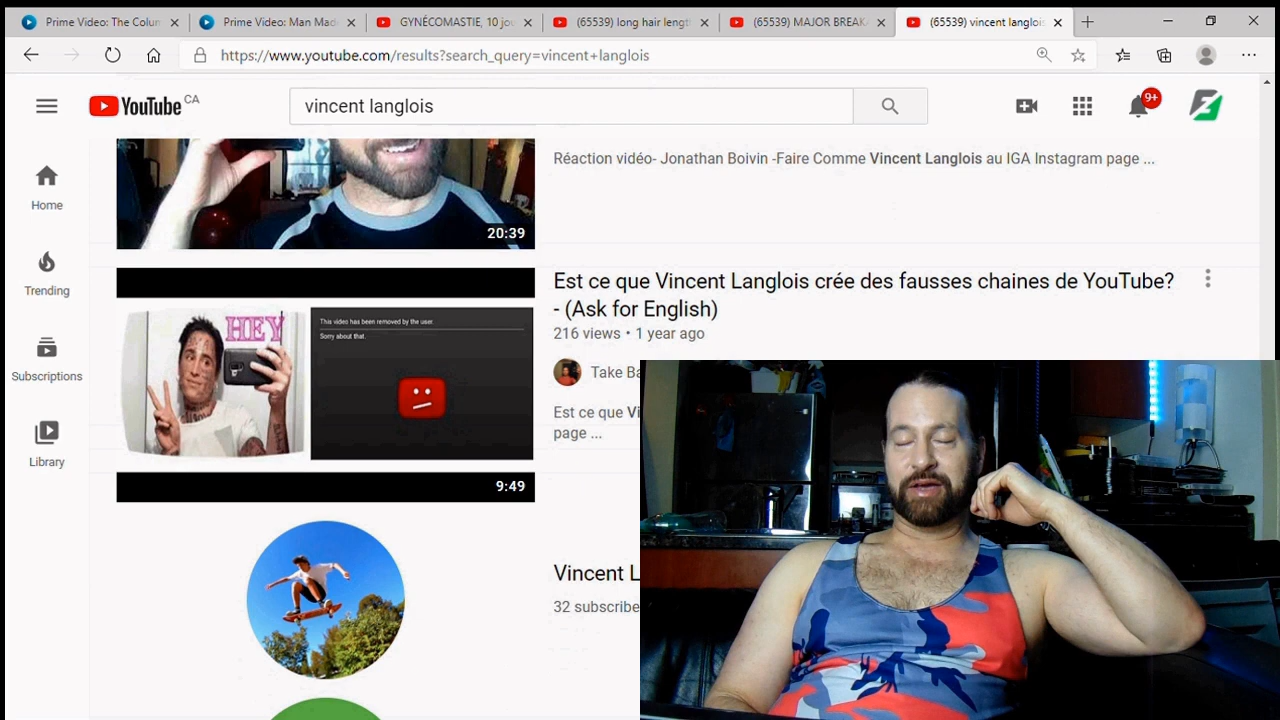 Prime Video: The Colum
Prime Video: Man Made
GYNÉCOMASTIE, 10 jou
(65539) long hair lengt
(65539) MAJOR BREAK
(65539) vincent langlois
https://www.youtube.com/results?search_query=vincent+langlois
YouTube CA
vincent langlois
9+
Home
Trending
Subscriptions
Library
20:39
Réaction vidéo- Jonathan Boivin -Faire Comme Vincent Langlois au IGA Instagram page ...
HEY
This video has been removed by the user.
Sorry about that.
9:49
Est ce que Vincent Langlois crée des fausses chaines de YouTube?
- (Ask for English)
216 views • 1 year ago
Take Ba
Est ce que Vi
page ...
Vincent L
32 subscribe